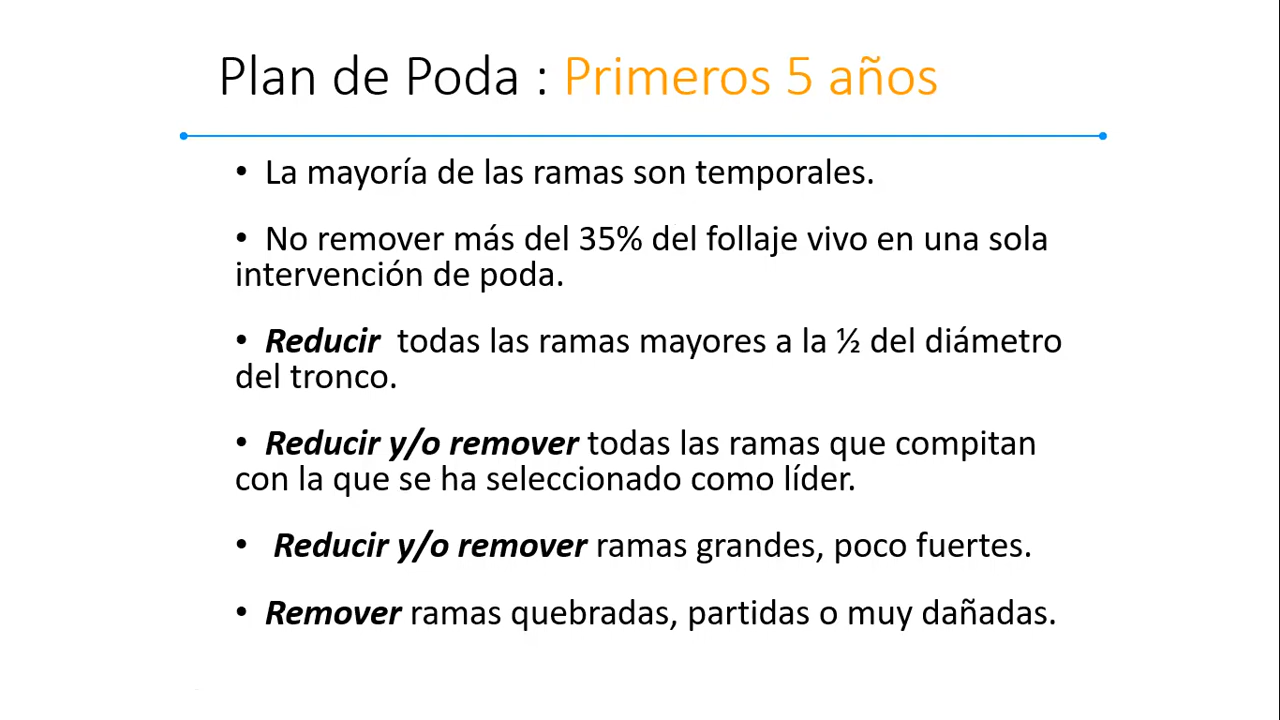 Plan de Poda : Primeros 5 años
• La mayoría de las ramas son temporales.
• No remover más del 35% del follaje vivo en una sola
intervención de poda.
• Reducir todas las ramas mayores a la ½ del diámetro
del tronco.
• Reducir y/o remover todas las ramas que compitan
con la que se ha seleccionado como líder.
• Reducir y/o remover ramas grandes, poco fuertes.
• Remover ramas quebradas, partidas o muy dañadas.